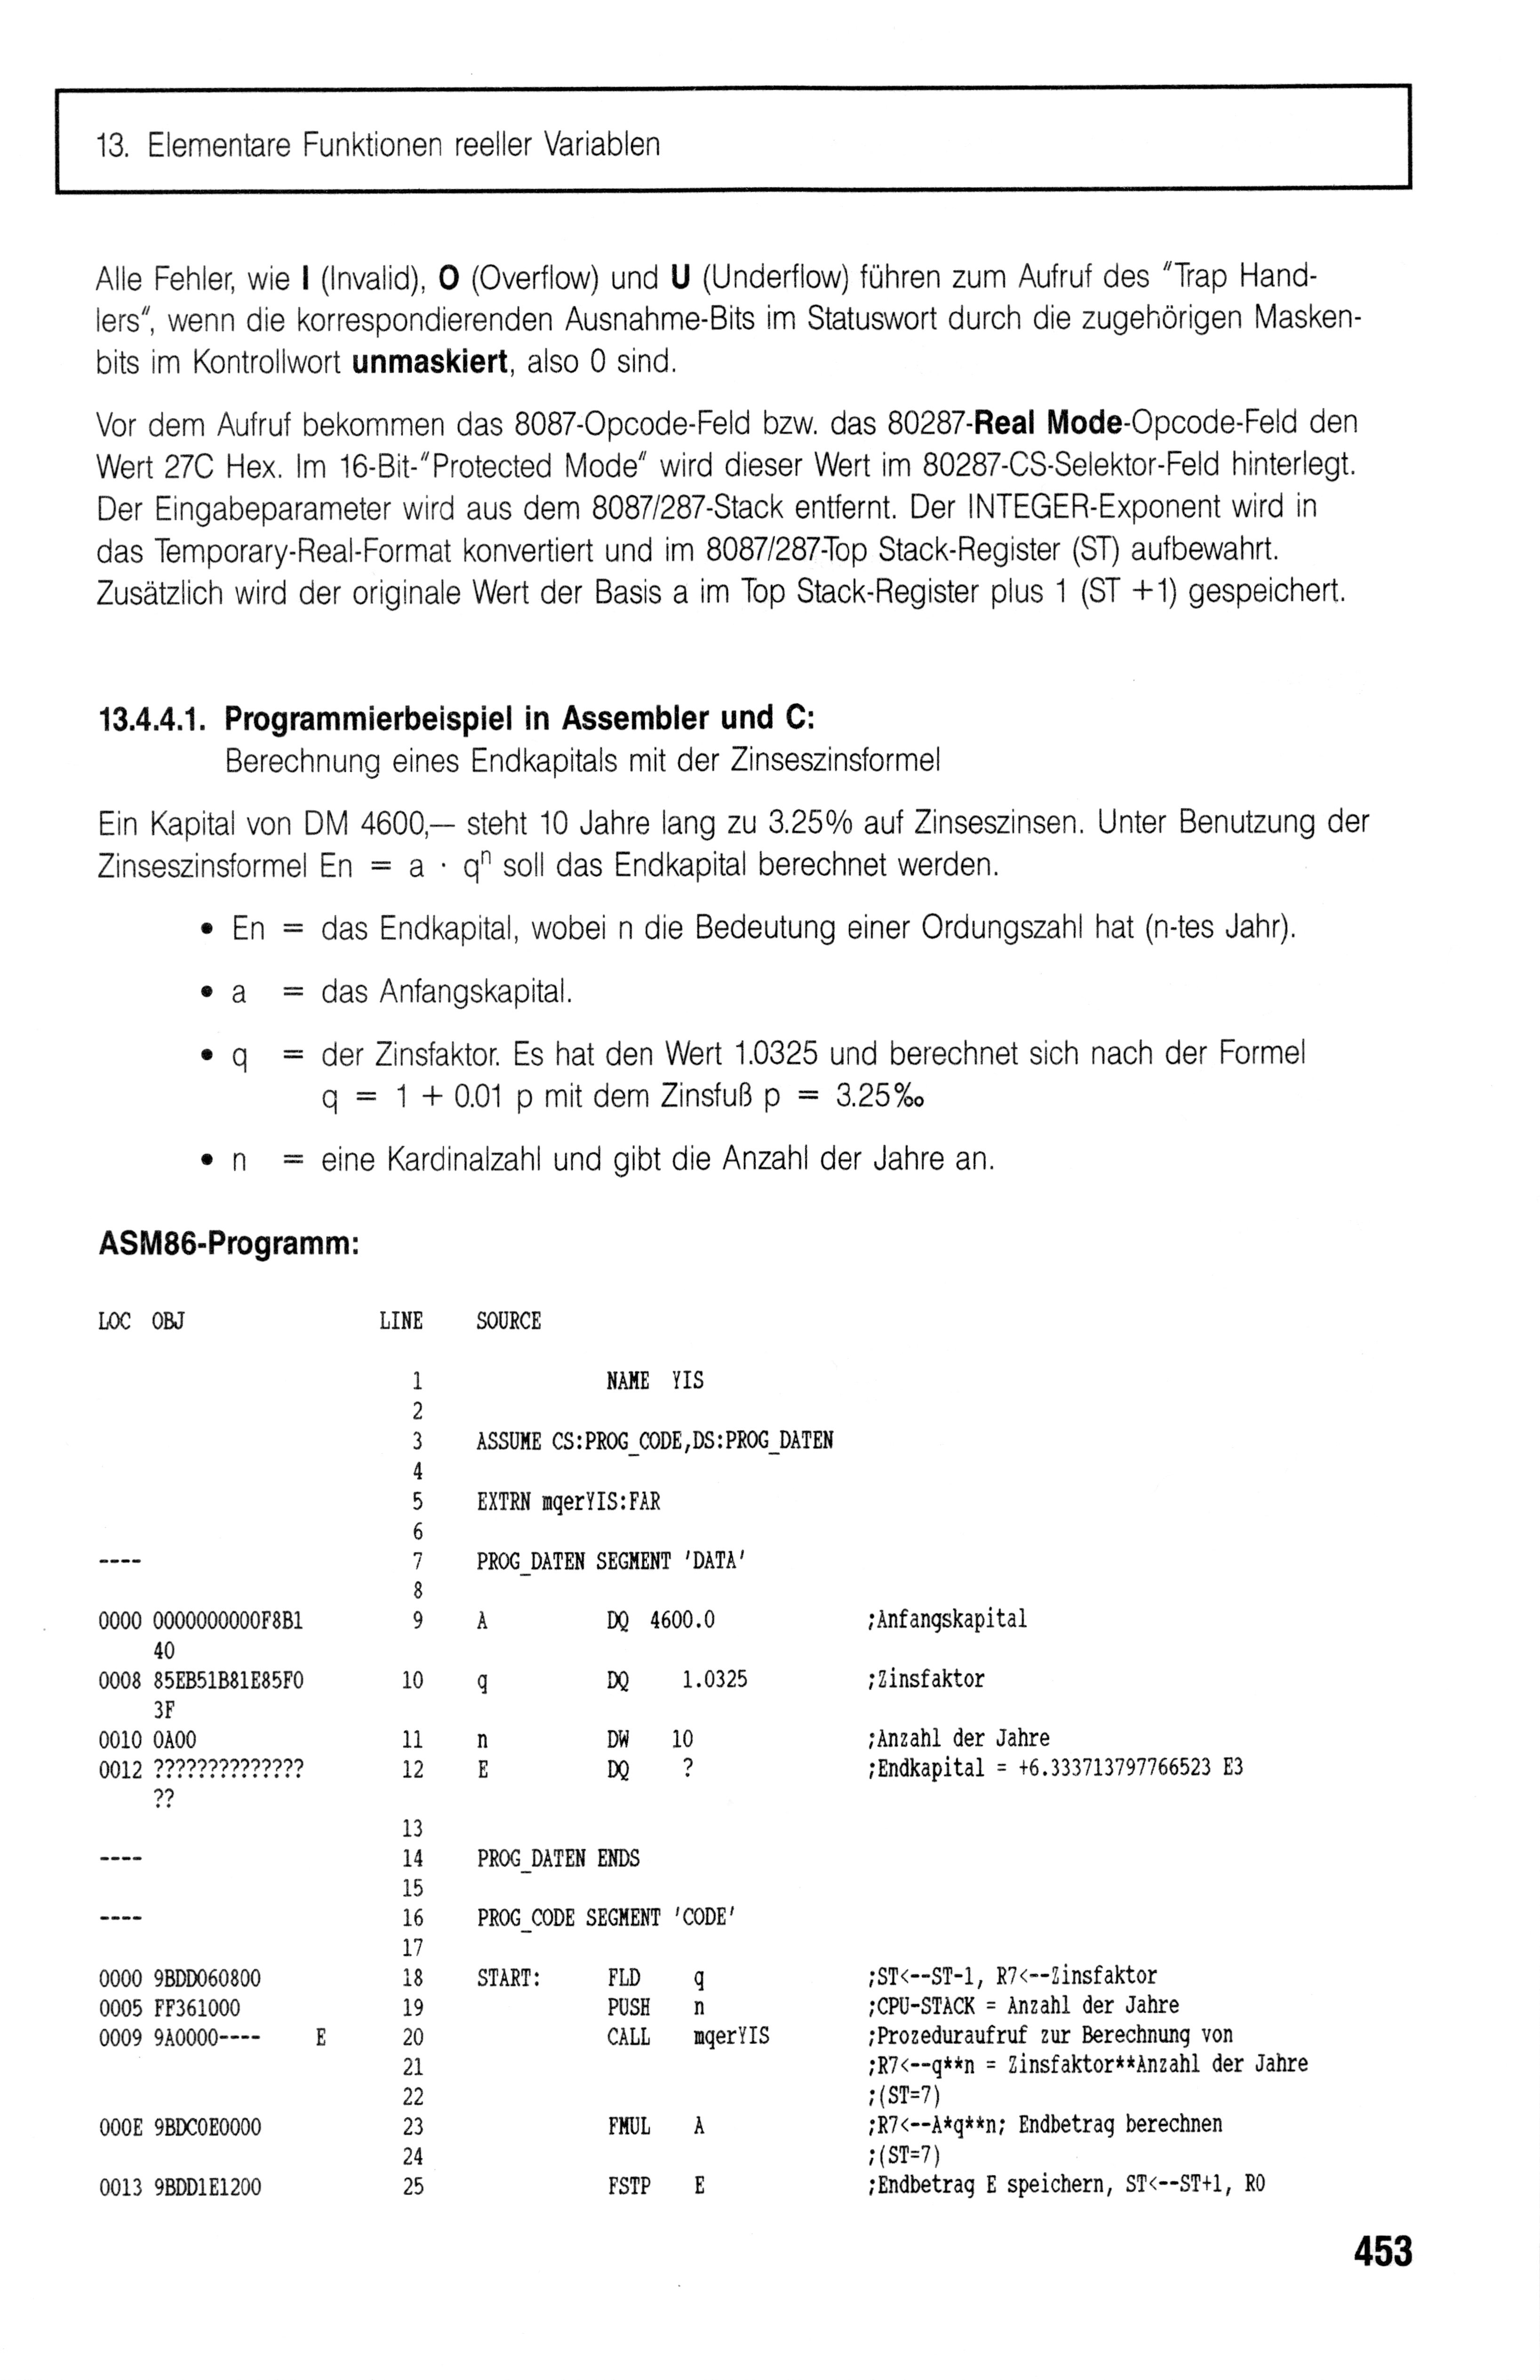 13. Elementare Funktionen reeller Variablen
Alle Fehler, wie I (Invalid), O (Overflow) und U (Underflow) führen zum Aufruf des "Trap Hand-
lers", wenn die korrespondierenden Ausnahme-Bits im Statuswort durch die zugehörigen Masken-
bits im Kontrollwort unmaskiert, also 0 sind.
Vor dem Aufruf bekommen das 8087-Opcode-Feld bzw. das 80287-Real Mode-Opcode-Feld den
Wert 27C Hex. Im 16-Bit-"Protected Mode" wird dieser Wert im 80287-CS-Selektor-Feld hinterlegt.
Der Eingabeparameter wird aus dem 8087/287-Stack entfernt. Der INTEGER-Exponent wird in
das Temporary-Real-Format konvertiert und im 8087/287-Top Stack-Register (ST) aufbewahrt.
Zusätzlich wird der originale Wert der Basis a im Top Stack-Register plus 1 (ST +1) gespeichert.
13.4.4.1. Programmierbeispiel in Assembler und C:
Berechnung eines Endkapitals mit der Zinseszinsformel
Ein Kapital von DM 4600,— steht 10 Jahre lang zu 3.25% auf Zinseszinsen. Unter Benutzung der
Zinseszinsformel En = a · qⁿ soll das Endkapital berechnet werden.
• En = das Endkapital, wobei n die Bedeutung einer Ordungszahl hat (n-tes Jahr).
• a = das Anfangskapital.
• q = der Zinsfaktor. Es hat den Wert 1.0325 und berechnet sich nach der Formel
q = 1 + 0.01 p mit dem Zinsfuß p = 3.25‰
• n = eine Kardinalzahl und gibt die Anzahl der Jahre an.
ASM86-Programm:
LOC OBJ LINE SOURCE
1 NAME YIS
2
3 ASSUME CS:PROG_CODE,DS:PROG_DATEN
4
5 EXTRN mqerYIS:FAR
6
---- 7 PROG_DATEN SEGMENT 'DATA'
8
0000 0000000000F8B1 9 A DQ 4600.0 ;Anfangskapital
40
0008 85EB51B81E85F0 10 q DQ 1.0325 ;Zinsfaktor
3F
0010 0A00 11 n DW 10 ;Anzahl der Jahre
0012 ?????????????? 12 E DQ ? ;Endkapital = +6.333713797766523 E3
??
13
---- 14 PROG_DATEN ENDS
15
---- 16 PROG_CODE SEGMENT 'CODE'
17
0000 9BDD060800 18 START: FLD q ;ST<--ST-1, R7<--Zinsfaktor
0005 FF361000 19 PUSH n ;CPU-STACK = Anzahl der Jahre
0009 9A0000---- E 20 CALL mqerYIS ;Prozeduraufruf zur Berechnung von
21 ;R7<--q**n = Zinsfaktor**Anzahl der Jahre
22 ;(ST=7)
000E 9BDC0E0000 23 FMUL A ;R7<--A*q**n; Endbetrag berechnen
24 ;(ST=7)
0013 9BDD1E1200 25 FSTP E ;Endbetrag E speichern, ST<--ST+1, R0
453